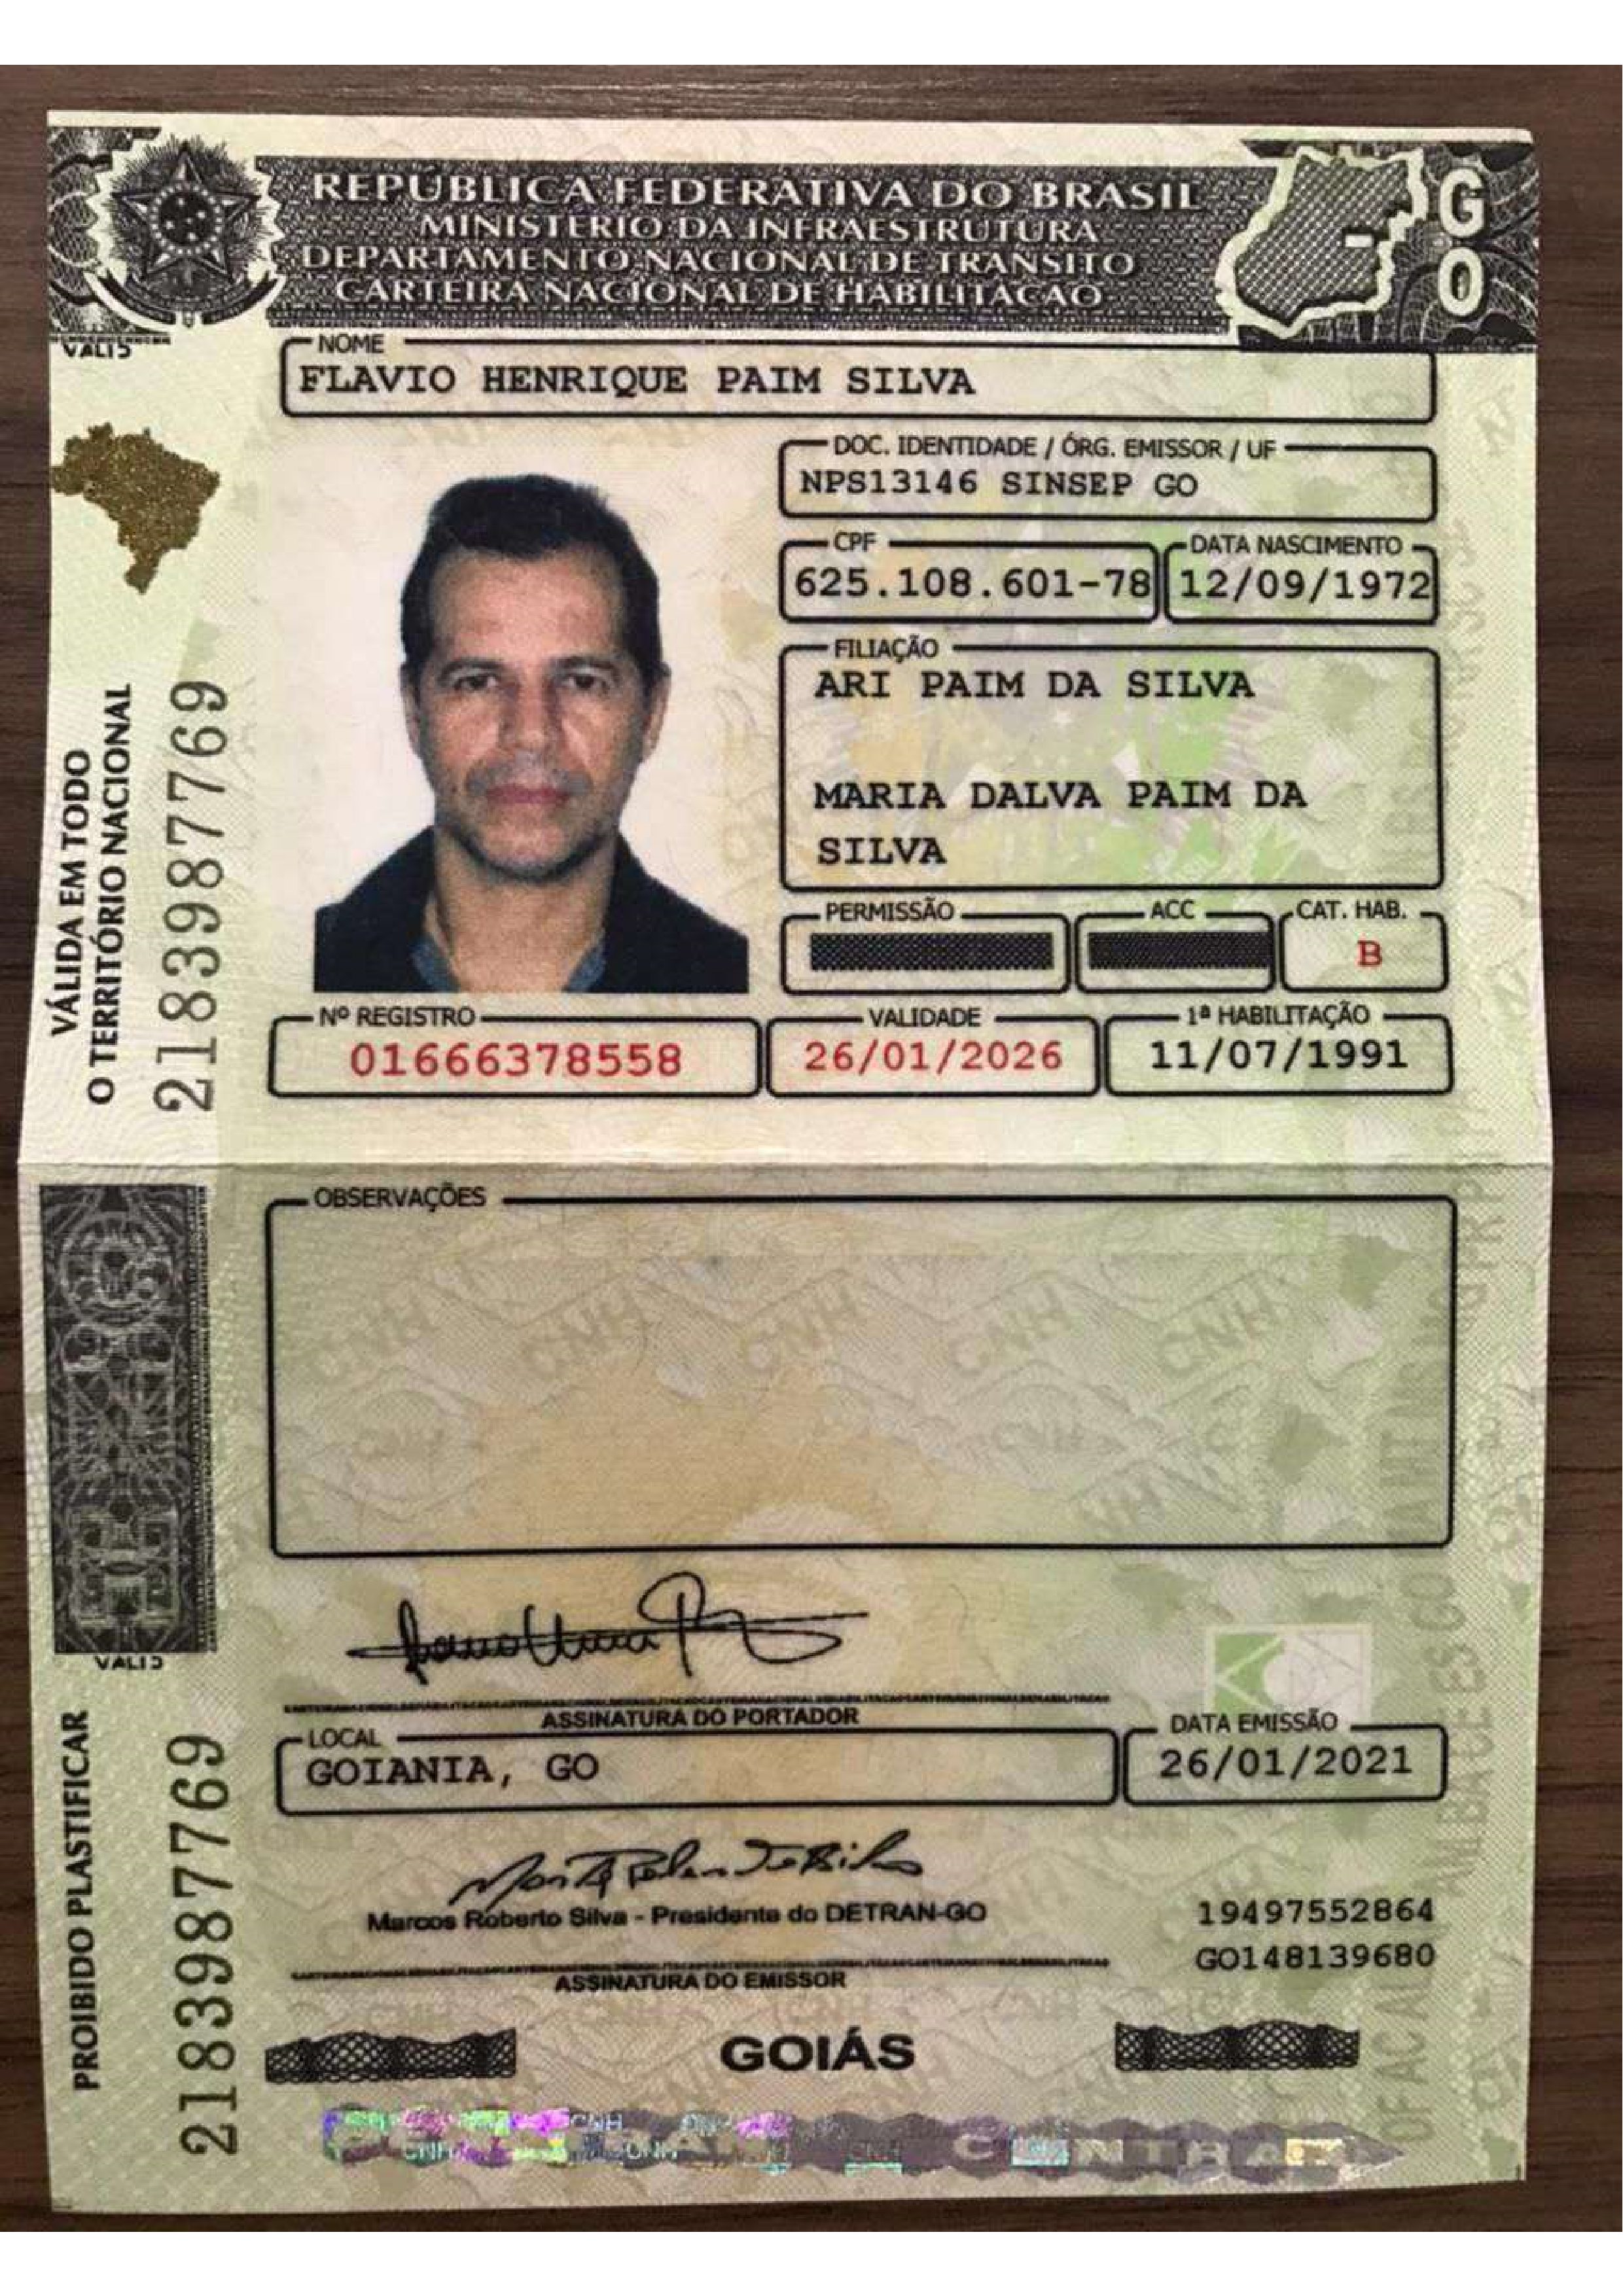 REPÚBLICA FEDERATIVA DO BRASIL
MINISTÉRIO DA INFRAESTRUTURA
DEPARTAMENTO NACIONAL DE TRANSITO
CARTEIRA NACIONAL DE HABILITACAO
GO
VALID
NOME
FLAVIO HENRIQUE PAIM SILVA
DOC. IDENTIDADE / ÓRG. EMISSOR / UF
NPS13146 SINSEP GO
CPF
625.108.601-78
DATA NASCIMENTO
12/09/1972
FILIAÇÃO
ARI PAIM DA SILVA
MARIA DALVA PAIM DA
SILVA
PERMISSÃO
ACC
CAT. HAB.
B
Nº REGISTRO
01666378558
VALIDADE
26/01/2026
1ª HABILITAÇÃO
11/07/1991
VÁLIDA EM TODO
O TERRITÓRIO NACIONAL
2183987769
OBSERVAÇÕES
VALID
ASSINATURA DO PORTADOR
LOCAL
GOIANIA, GO
DATA EMISSÃO
26/01/2021
Marcos Roberto Silva - Presidente do DETRAN-GO
ASSINATURA DO EMISSOR
19497552864
GO148139680
PROIBIDO PLASTIFICAR
2183987769
GOIÁS